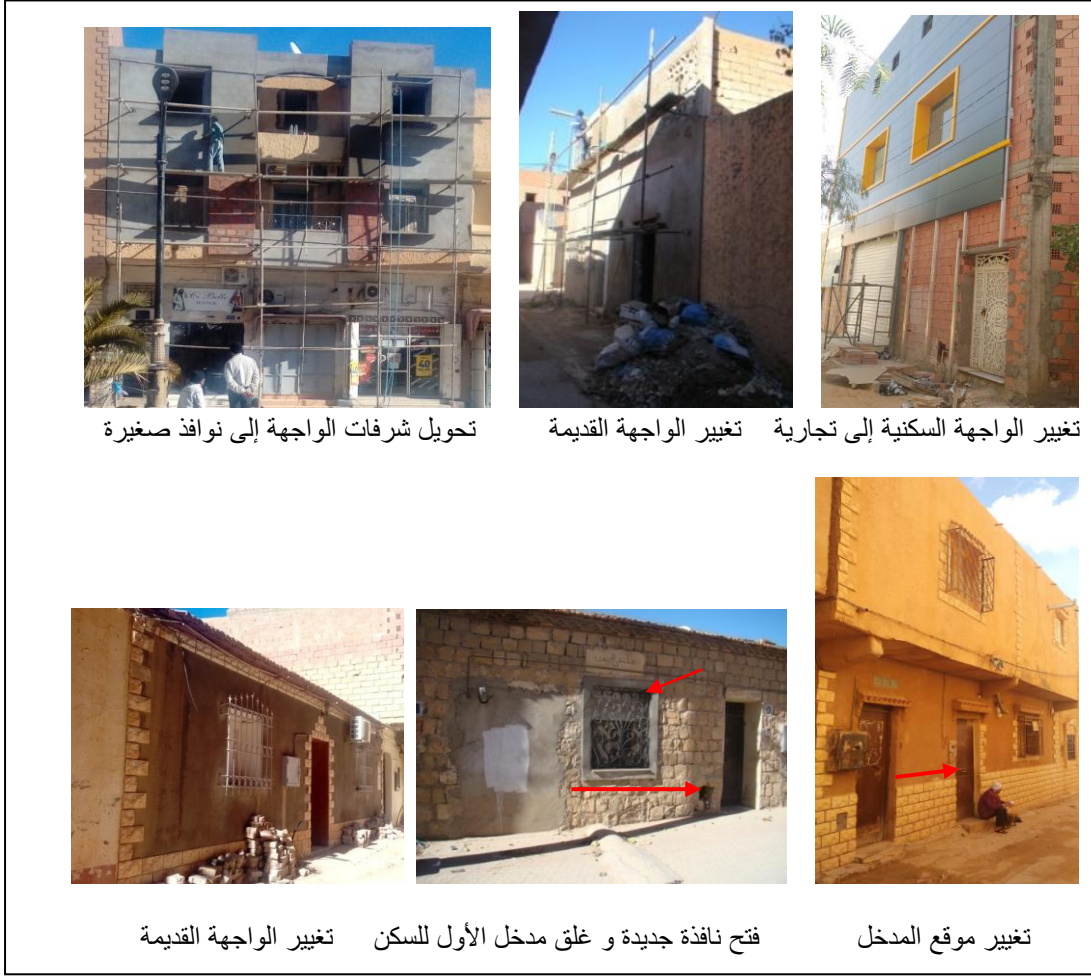 تغيير الواجهة السكنية إلى تجارية
تغيير الواجهة القديمة
تحويل شرفات الواجهة إلى نوافذ صغيرة
تغيير موقع المدخل
فتح نافذة جديدة و غلق مدخل الأول للسكن
تغيير الواجهة القديمة